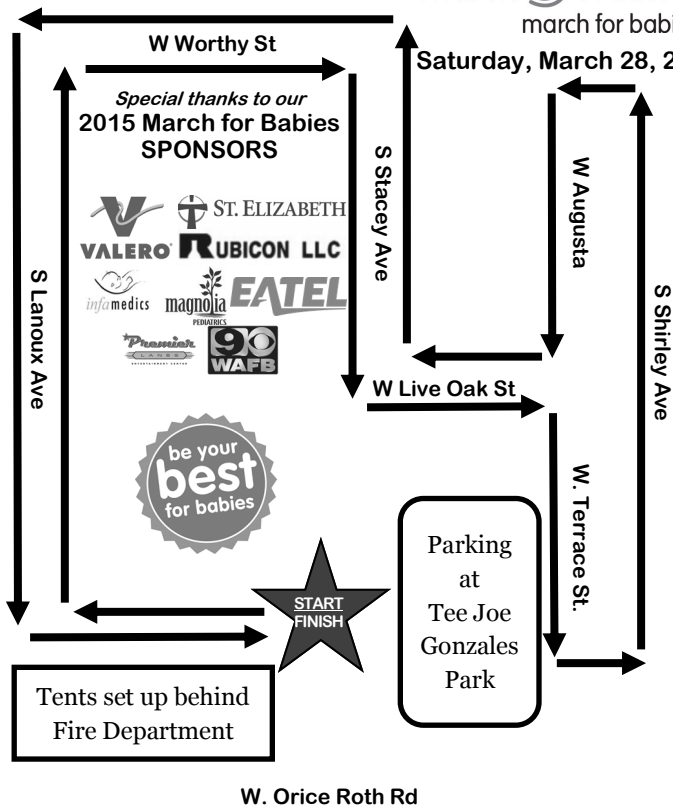 march for babi
W Worthy St
Saturday, March 28, 2
Special thanks to our
2015 March for Babies
SPONSORS
S Stacey Ave
W Augusta
S Shirley Ave
S Lanoux Ave
VALERO
ST. ELIZABETH
RUBICON LLC
infamedics
magnolia
PEDIATRICS
EATEL
Premier
LANES
ENTERTAINMENT CENTER
9
WAFB
W Live Oak St
be your
best
for babies
W. Terrace St.
START
FINISH
Parking
at
Tee Joe
Gonzales
Park
Tents set up behind
Fire Department
W. Orice Roth Rd